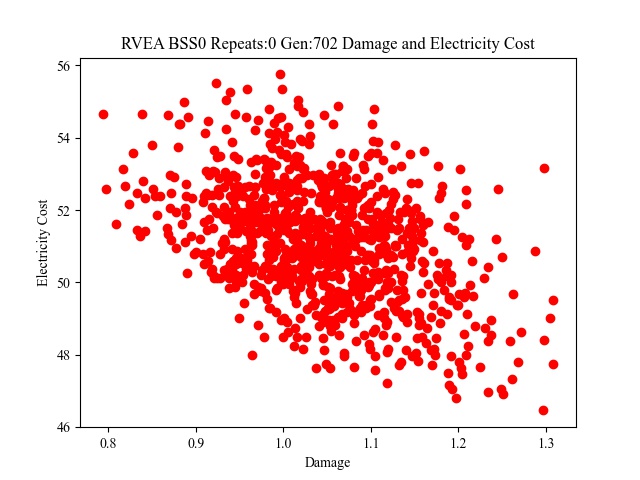 RVEA BSS0 Repeats:0 Gen:702 Damage and Electricity Cost
56
54
52
50
48
46
Electricity Cost
0.8 0.9 1.0 1.1 1.2 1.3
Damage